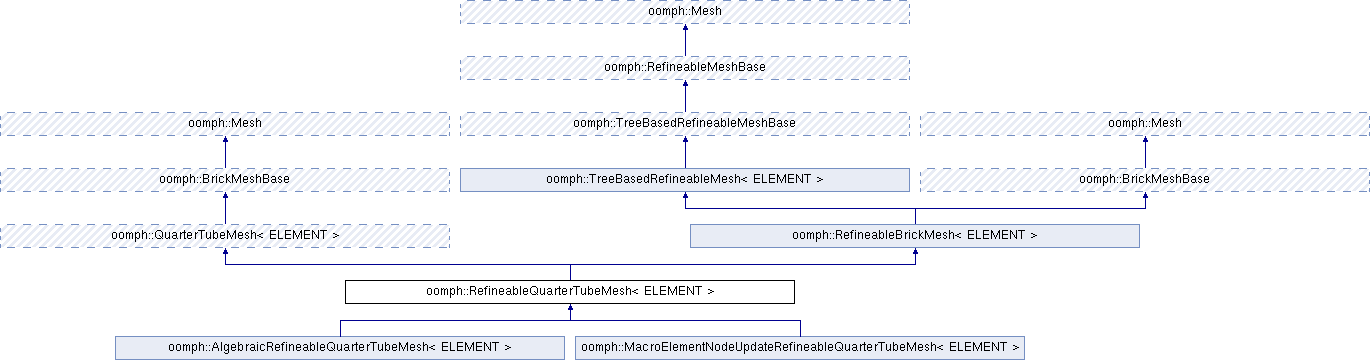 oomph::Mesh
oomph::RefineableMeshBase
oomph::Mesh
oomph::TreeBasedRefineableMeshBase
oomph::Mesh
oomph::BrickMeshBase
oomph::TreeBasedRefineableMesh< ELEMENT >
oomph::BrickMeshBase
oomph::QuarterTubeMesh< ELEMENT >
oomph::RefineableBrickMesh< ELEMENT >
oomph::RefineableQuarterTubeMesh< ELEMENT >
oomph::AlgebraicRefineableQuarterTubeMesh< ELEMENT >
oomph::MacroElementNodeUpdateRefineableQuarterTubeMesh< ELEMENT >